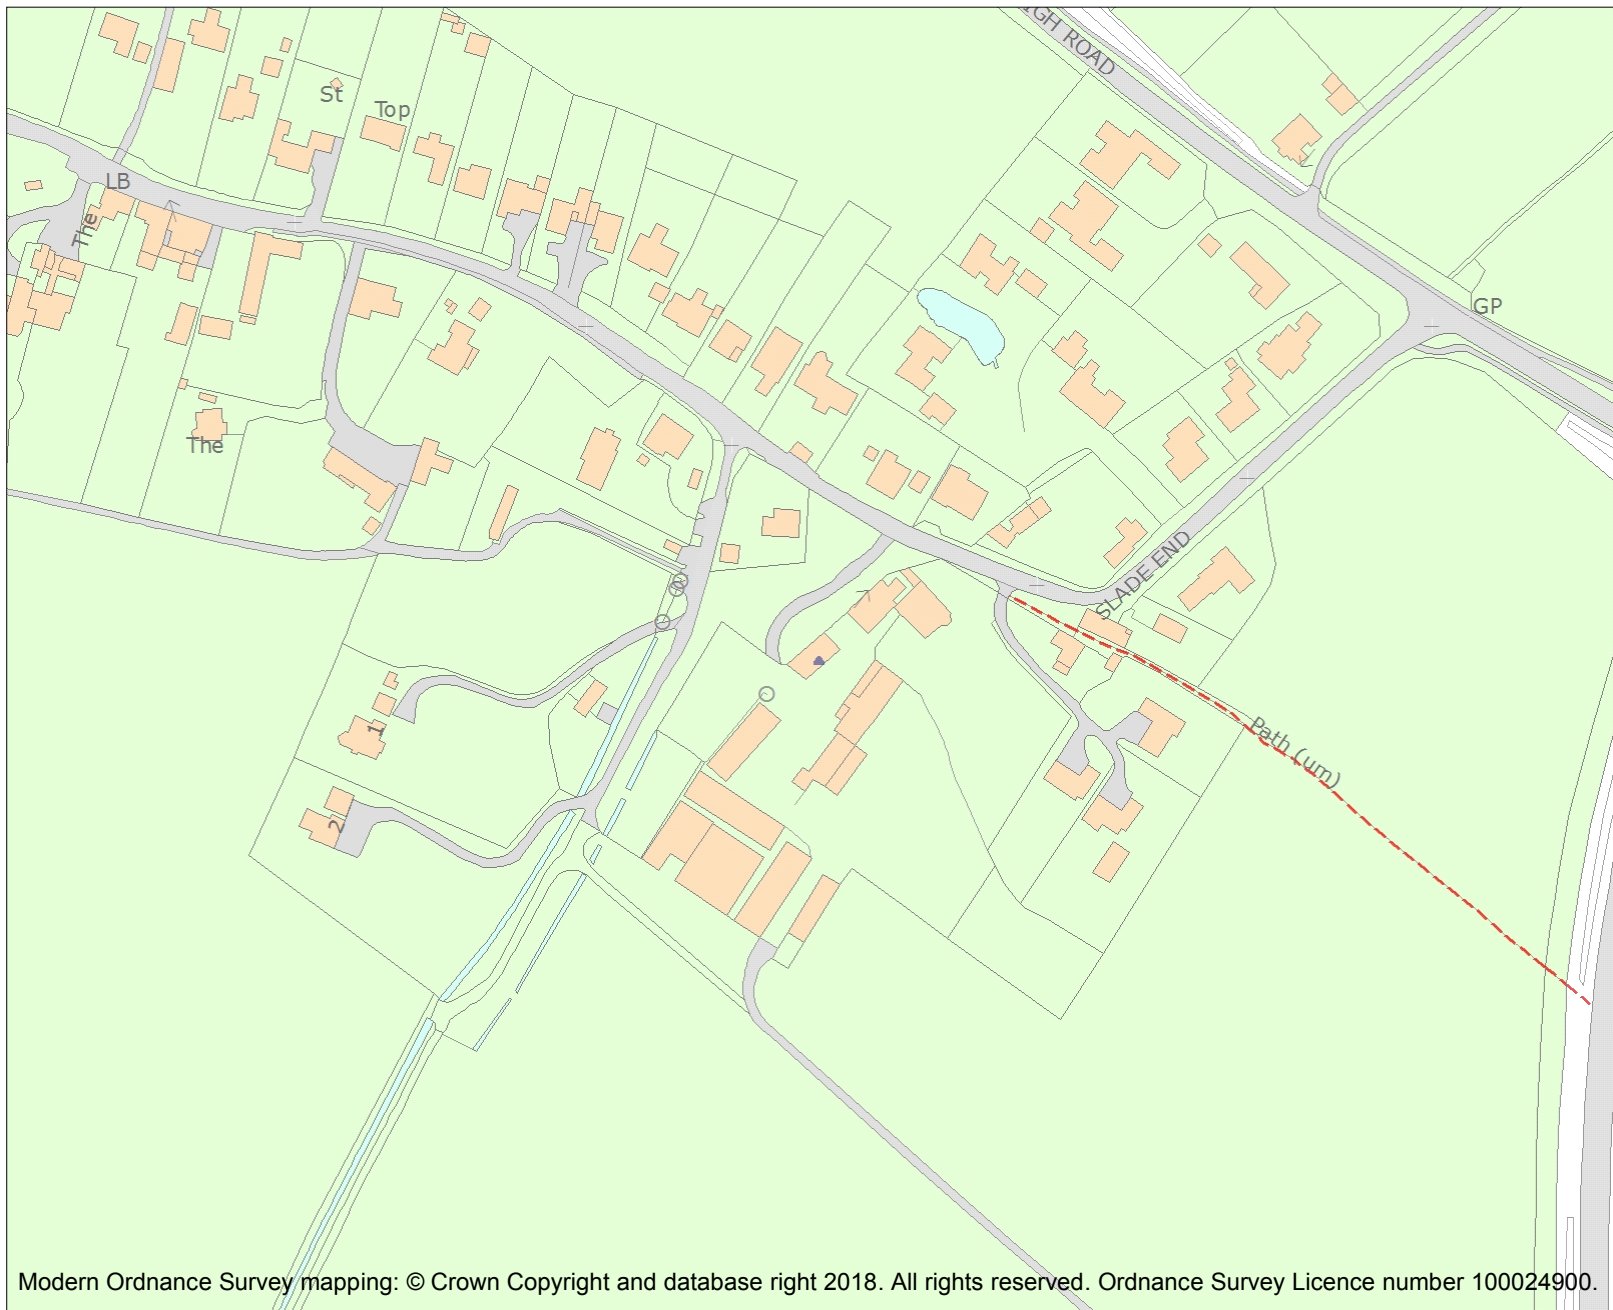 IGH ROAD
St
Top
LB
The
GP
The
SLADE END
1
Path (um)
2
Modern Ordnance Survey mapping: © Crown Copyright and database right 2018. All rights reserved. Ordnance Survey Licence number 100024900.